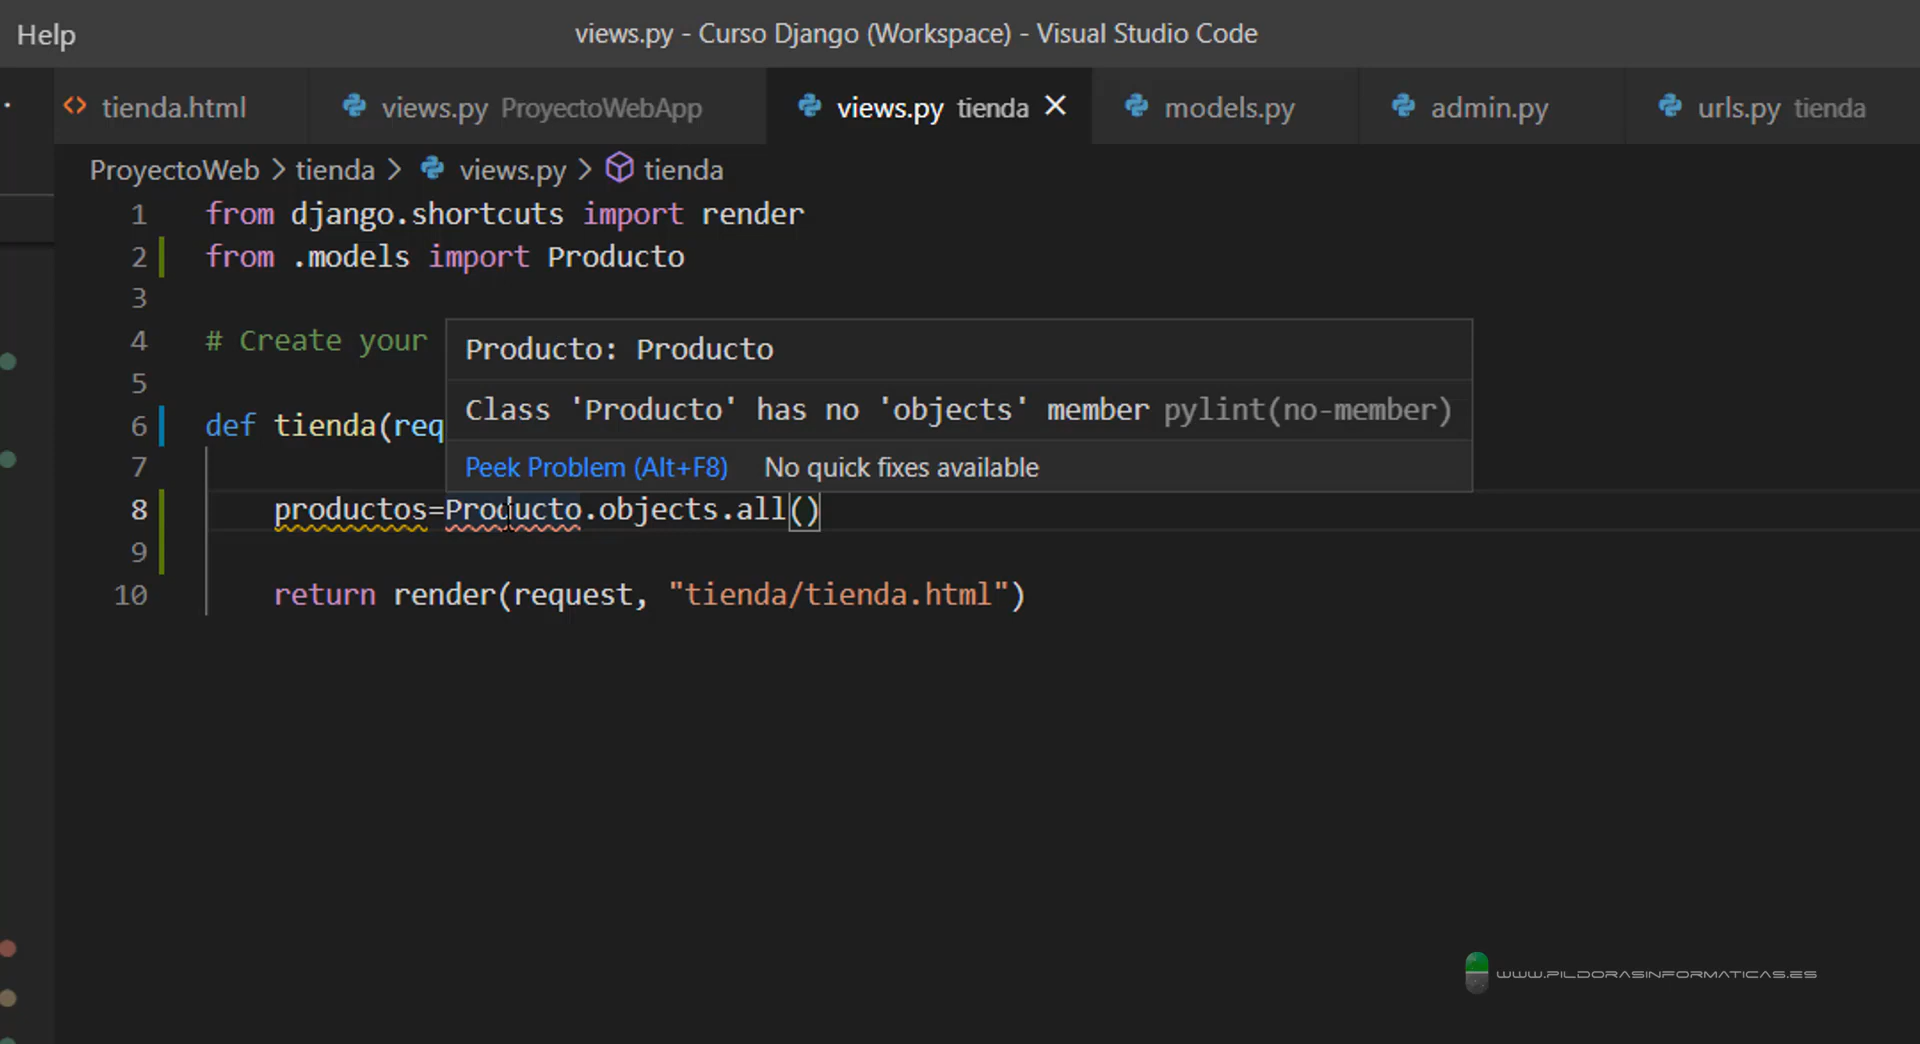 Help
views.py - Curso Django (Workspace) - Visual Studio Code
tienda.html views.py ProyectoWebApp views.py tienda models.py admin.py urls.py tienda
ProyectoWeb > tienda > views.py > tienda
1 from django.shortcuts import render
2 from .models import Producto
3
4 # Create your
Producto: Producto
5
Class 'Producto' has no 'objects' member pylint(no-member)
6 def tienda(req
7
Peek Problem (Alt+F8) No quick fixes available
8 productos=Producto.objects.all()
9
10 return render(request, "tienda/tienda.html")
WWW.PILDORASINFORMATICAS.ES